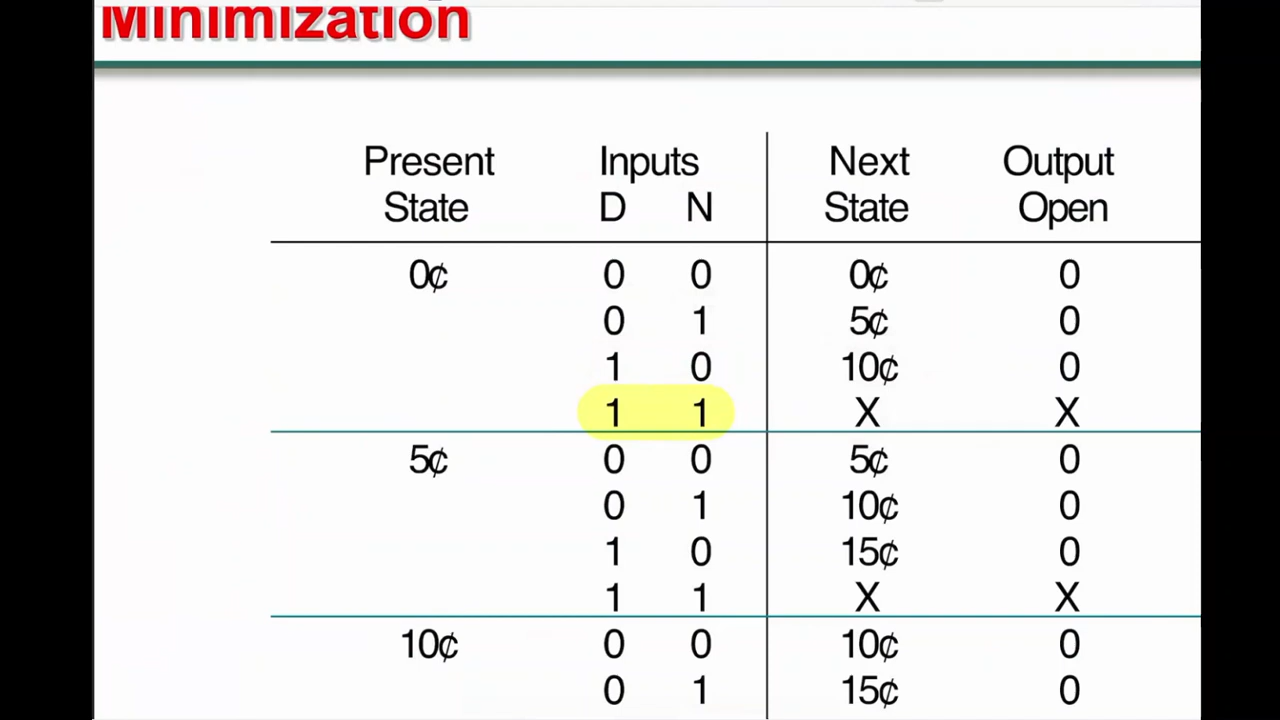 Minimization
Present Inputs Next Output
State D N State Open
0¢ 0 0 0¢ 0
0 1 5¢ 0
1 0 10¢ 0
1 1 X X
5¢ 0 0 5¢ 0
0 1 10¢ 0
1 0 15¢ 0
1 1 X X
10¢ 0 0 10¢ 0
0 1 15¢ 0